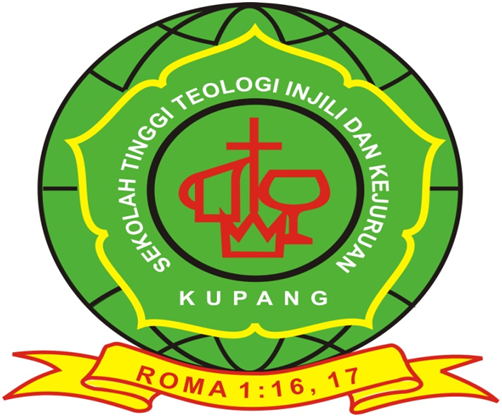 SEKOLAH TINGGI TEOLOGI INJILI DAN KEJURUAN
KUPANG
ROMA 1:16, 17